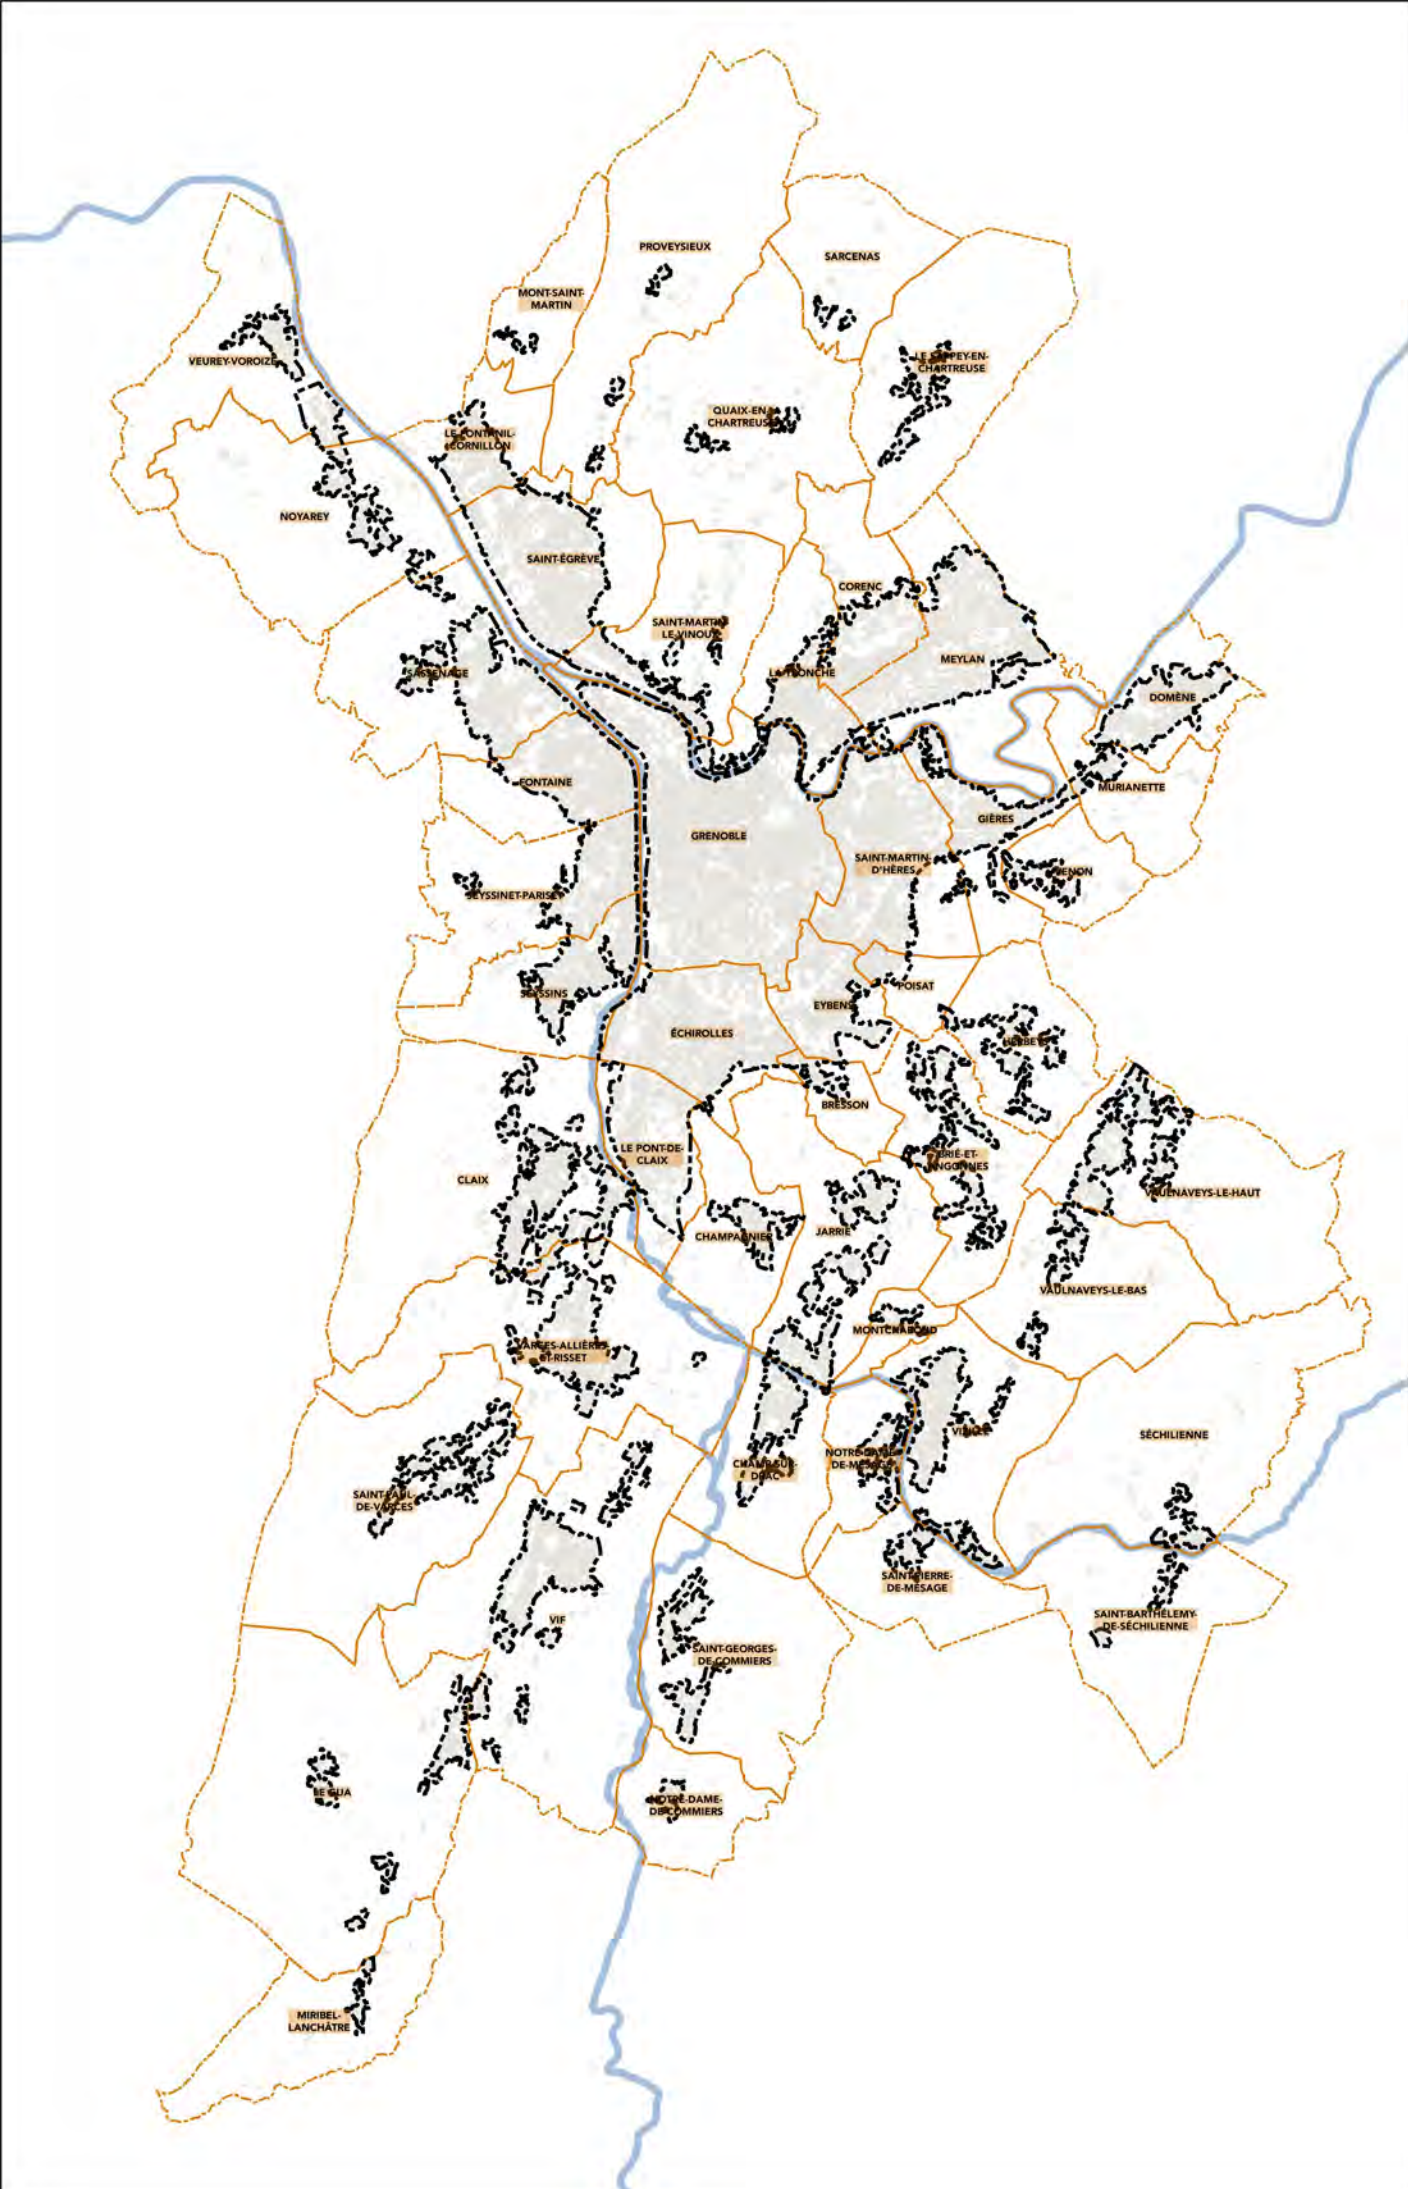 PROVEYSIEUX
SARCENAS
MONT-SAINT-
MARTIN
VEUREY-VOROIZE
LE SAPPEY-EN-
CHARTREUSE
QUAIX-EN-
CHARTREUSE
LE FONTANIL-
CORNILLON
NOYAREY
SAINT-ÉGRÈVE
CORENC
SAINT-MARTIN-
LE-VINOUX
MEYLAN
SASSENAGE
LA TRONCHE
DOMÈNE
FONTAINE
MURIANETTE
GIÈRES
GRENOBLE
SAINT-MARTIN-
D'HÈRES
VENON
SEYSSINET-PARISET
POISAT
SEYSSINS
EYBENS
ÉCHIROLLES
HERBEYS
BRESSON
LE PONT-DE-
CLAIX
BRIÉ-ET-
ANGONNES
CLAIX
VAULNAVEYS-LE-HAUT
JARRIE
CHAMPAGNIER
VAULNAVEYS-LE-BAS
MONTCHABOUD
VARCES-ALLIÈRES-
ET-RISSET
VIZILLE
SÉCHILIENNE
NOTRE-DAME-
DE-MÉSAGE
CHAMP-SUR-
DRAC
SAINT-PAUL-
DE-VARCES
SAINT-PIERRE-
DE-MÉSAGE
VIF
SAINT-BARTHÉLEMY-
DE-SÉCHILIENNE
SAINT-GEORGES-
DE-COMMIERS
LE GUA
NOTRE-DAME-
DE-COMMIERS
MIRIBEL-
LANCHÂTRE